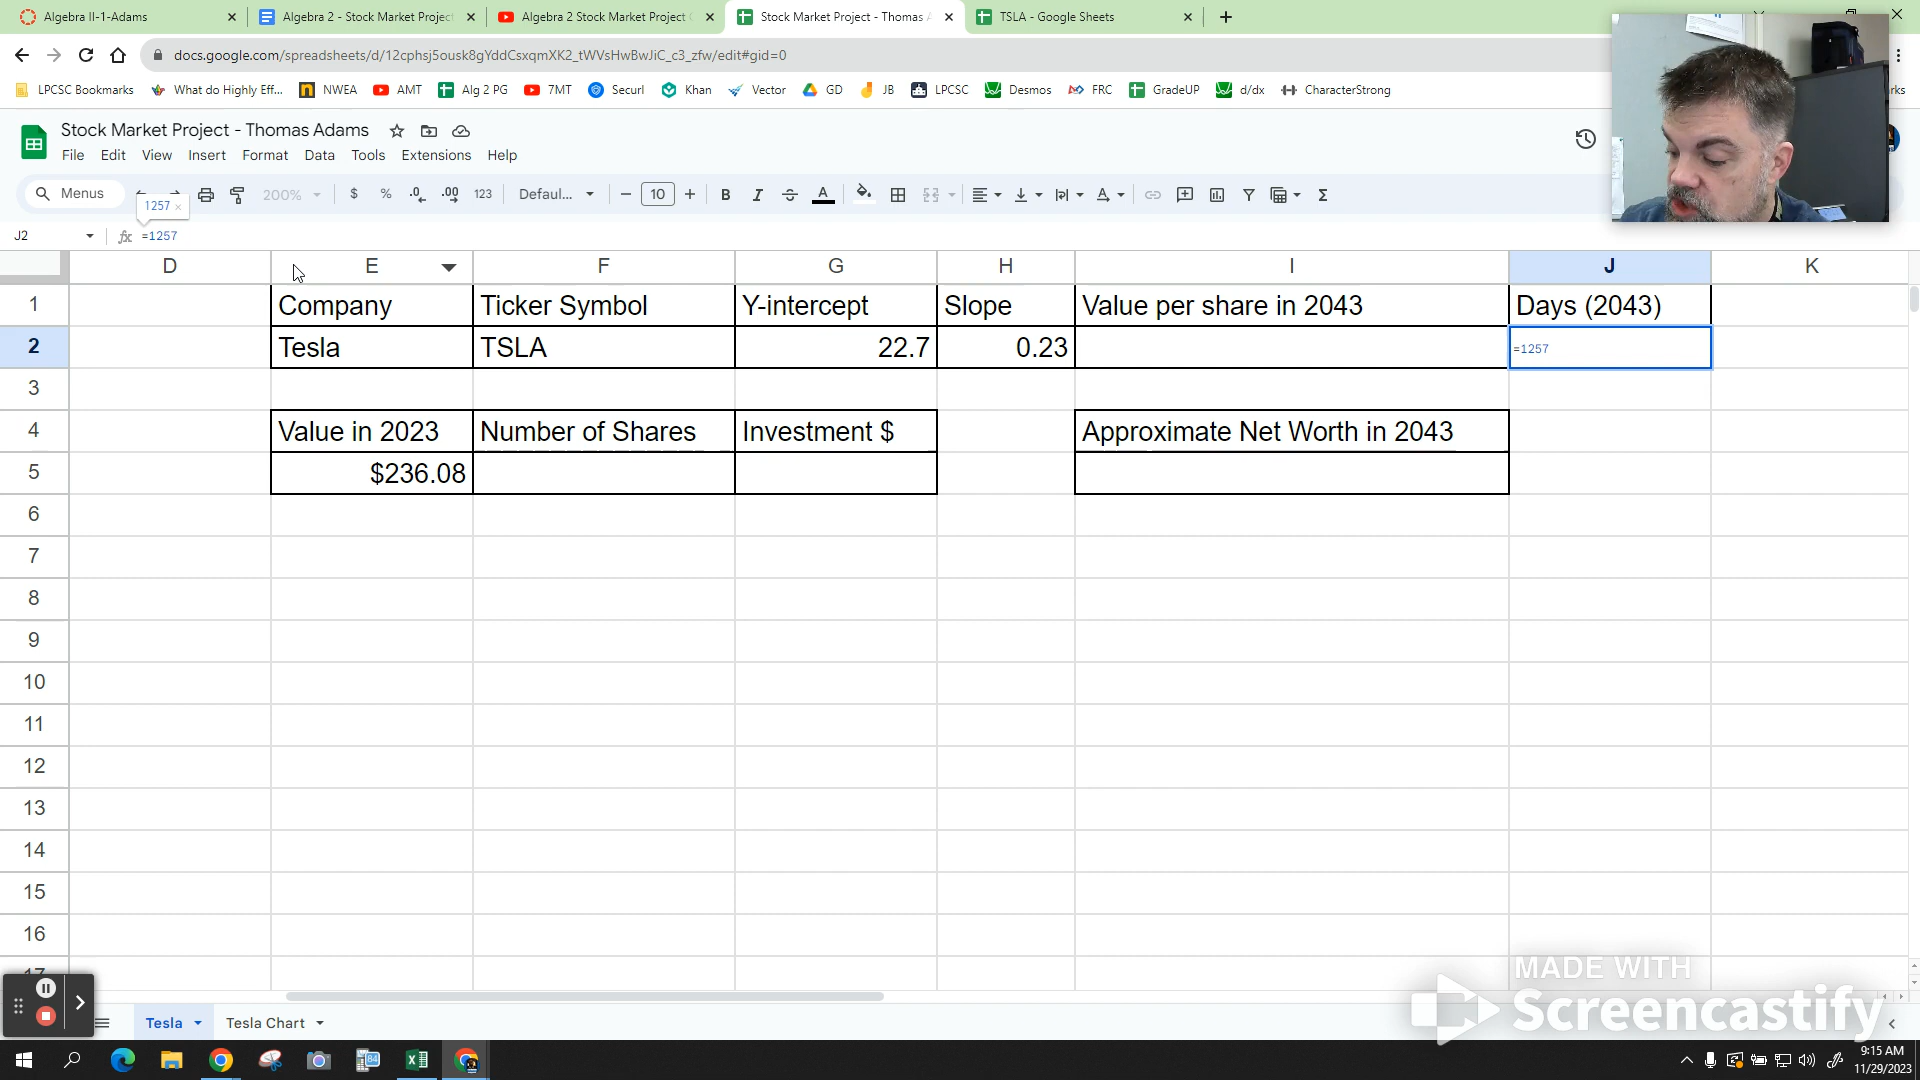 Algebra II-1-Adams
Algebra 2 - Stock Market Project
Algebra 2 Stock Market Project
Stock Market Project - Thomas A
TSLA - Google Sheets
docs.google.com/spreadsheets/d/12cphsj5ousk8gYddCsxqmXK2_tWVsHwBwJiC_c3_zfw/edit#gid=0
LPCSC Bookmarks What do Highly Eff... NWEA AMT Alg 2 PG 7MT Securl Khan Vector GD JB LPCSC Desmos FRC GradeUP d/dx CharacterStrong
Stock Market Project - Thomas Adams
File Edit View Insert Format Data Tools Extensions Help
Menus 200% $ % .0 .00 123 Defaul... 10 B I A
1257 ×
J2 fx =1257
D E F G H I J K
1 Company Ticker Symbol Y-intercept Slope Value per share in 2043 Days (2043)
2 Tesla TSLA 22.7 0.23 =1257
3
4 Value in 2023 Number of Shares Investment $ Approximate Net Worth in 2043
5 $236.08
6
7
8
9
10
11
12
13
14
15
16
17
MADE WITH
Screencastify
Tesla Tesla Chart
9:15 AM
11/29/2023